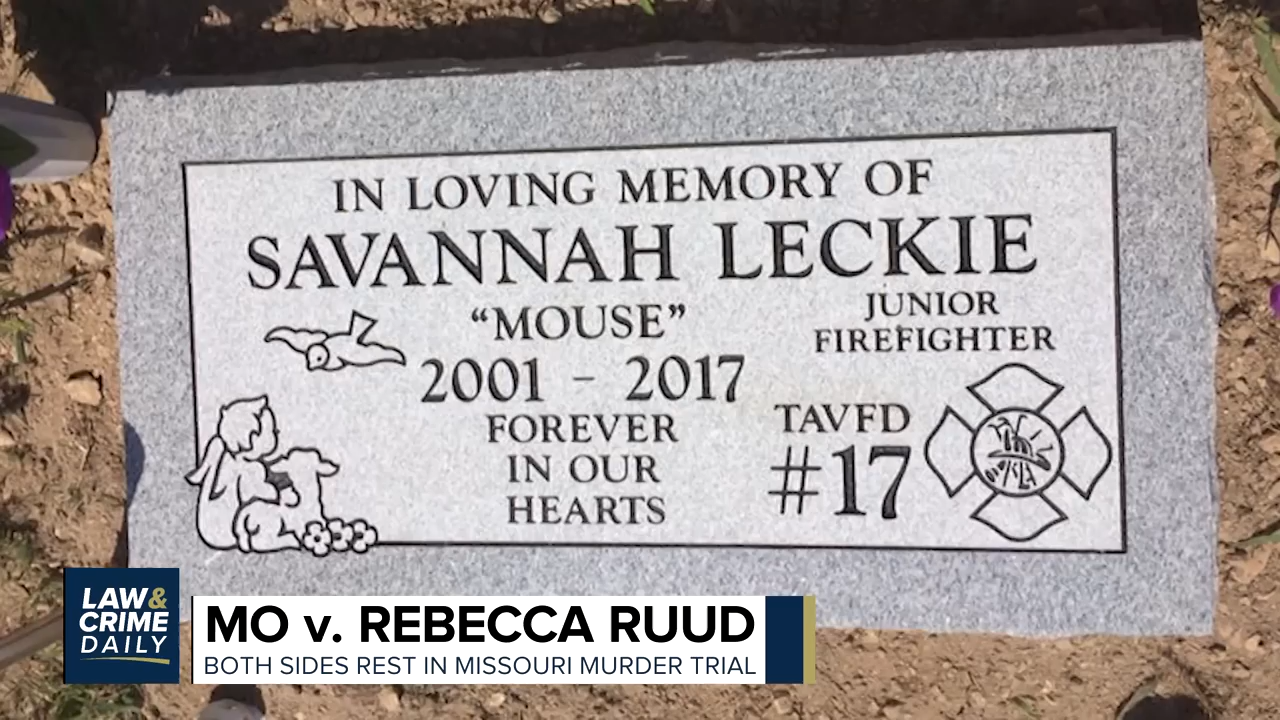 IN LOVING MEMORY OF
SAVANNAH LECKIE
"MOUSE"
2001 - 2017
FOREVER
IN OUR
HEARTS
JUNIOR
FIREFIGHTER
TAVFD
#17
LAW&
CRIME
DAILY
MO v. REBECCA RUUD
BOTH SIDES REST IN MISSOURI MURDER TRIAL